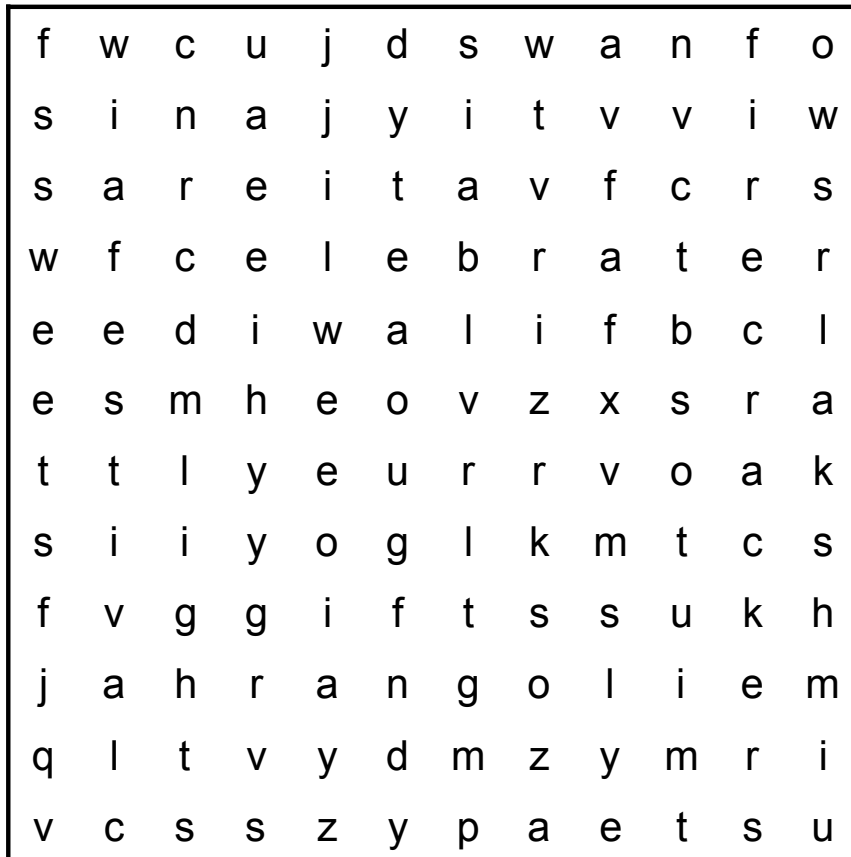 f w c u j d s w a n f o
s i n a j y i t v v i w
s a r e i t a v f c r s
w f c e l e b r a t e r
e e d i w a l i f b c l
e s m h e o v z x s r a
t t l y e u r r v o a k
s i i y o g l k m t c s
f v g g i f t s s u k h
j a h r a n g o l i e m
q l t v y d m z y m r i
v c s s z y p a e t s u